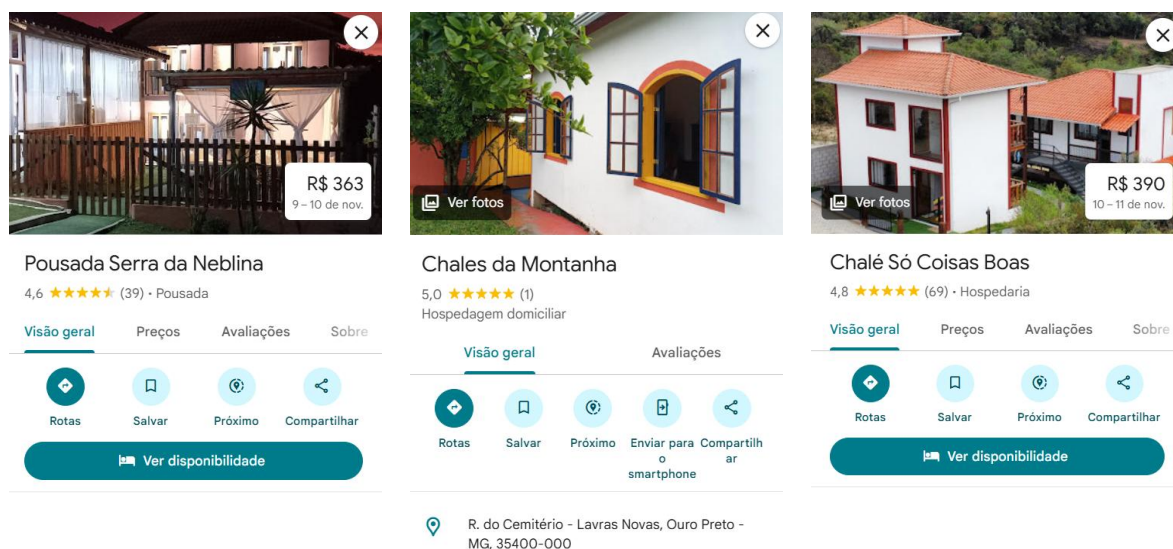 R$ 363
9 – 10 de nov.
Pousada Serra da Neblina
4,6 (39) · Pousada
Visão geral Preços Avaliações Sobre
Rotas Salvar Próximo Compartilhar
Ver disponibilidade
Ver fotos
Chales da Montanha
5,0 (1)
Hospedagem domiciliar
Visão geral Avaliações
Rotas Salvar Próximo Enviar para o smartphone Compartilhar
R. do Cemitério - Lavras Novas, Ouro Preto -
MG, 35400-000
Ver fotos
R$ 390
10 – 11 de nov.
Chalé Só Coisas Boas
4,8 (69) · Hospedaria
Visão geral Preços Avaliações Sobre
Rotas Salvar Próximo Compartilhar
Ver disponibilidade